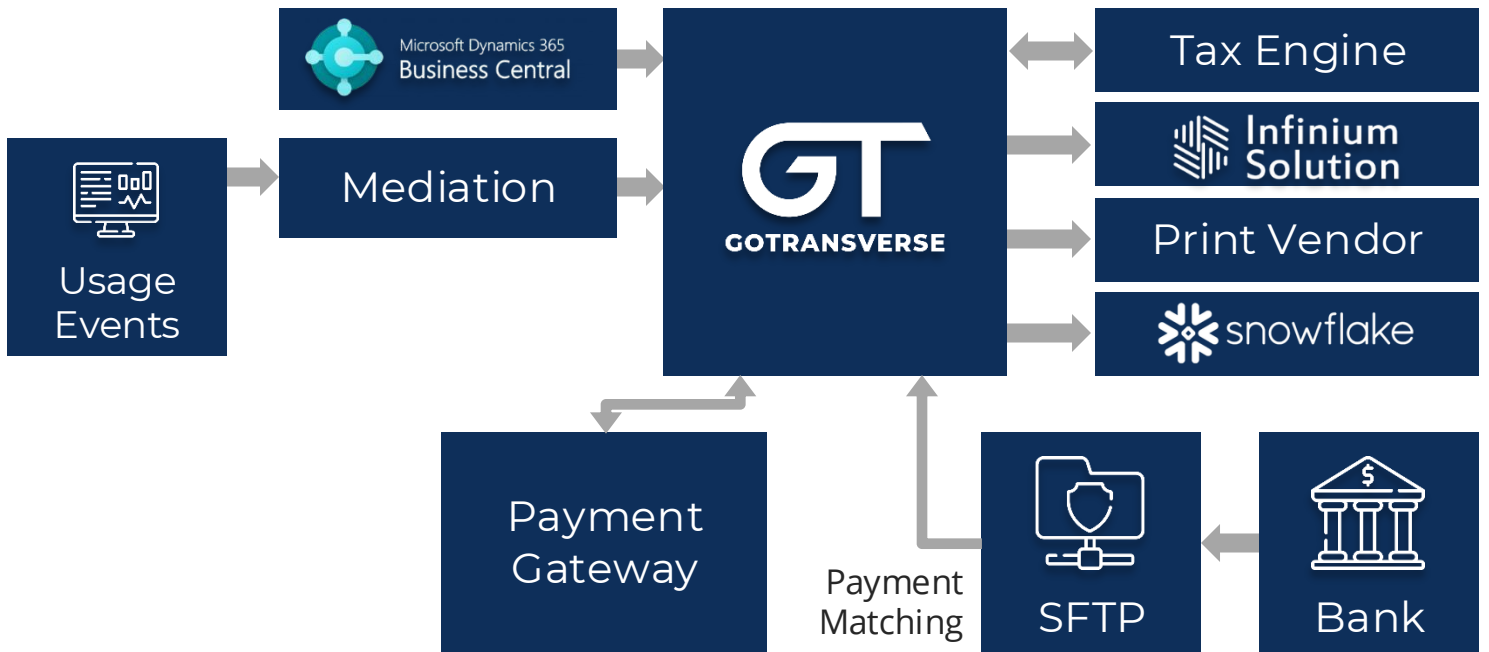 Microsoft Dynamics 365
Business Central
Usage
Events
Mediation
GT
GOTRANSVERSE
Tax Engine
Infinium
Solution
Print Vendor
snowflake
Payment
Gateway
Payment
Matching
SFTP
$
Bank